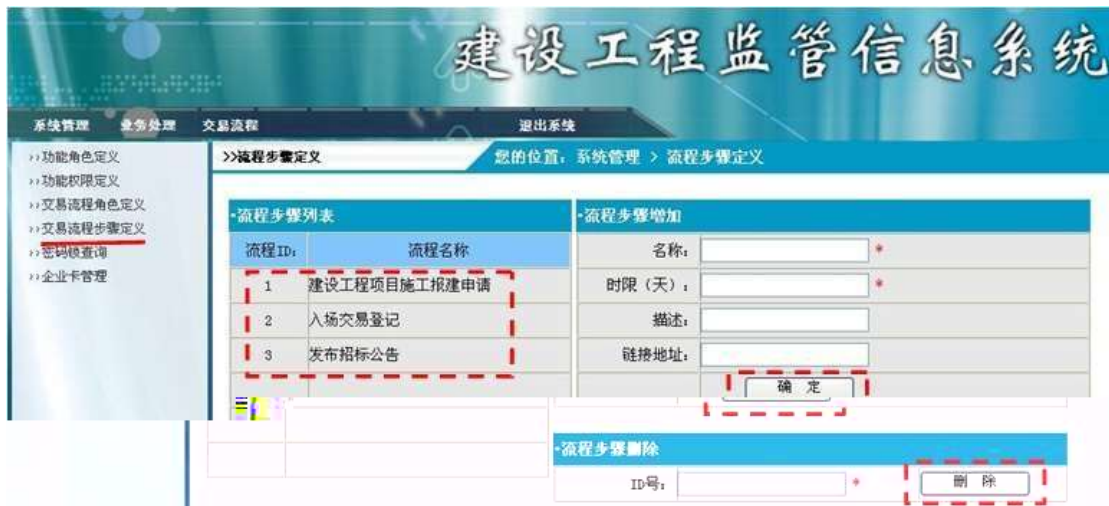 建设工程监管信息系统
系统管理 业务处理 交易流程 退出系统
>>功能角色定义
>>功能权限定义
>>交易流程角色定义
>>交易流程步骤定义
>>密码锁查询
>>企业卡管理
>>流程步骤定义
您的位置：系统管理 > 流程步骤定义
·流程步骤列表
流程ID： 流程名称
1 建设工程项目施工报建申请
2 入场交易登记
3 发布招标公告
·流程步骤增加
名称： *
时限（天）： *
描述：
链接地址：
确 定
·流程步骤删除
ID号： *
删 除